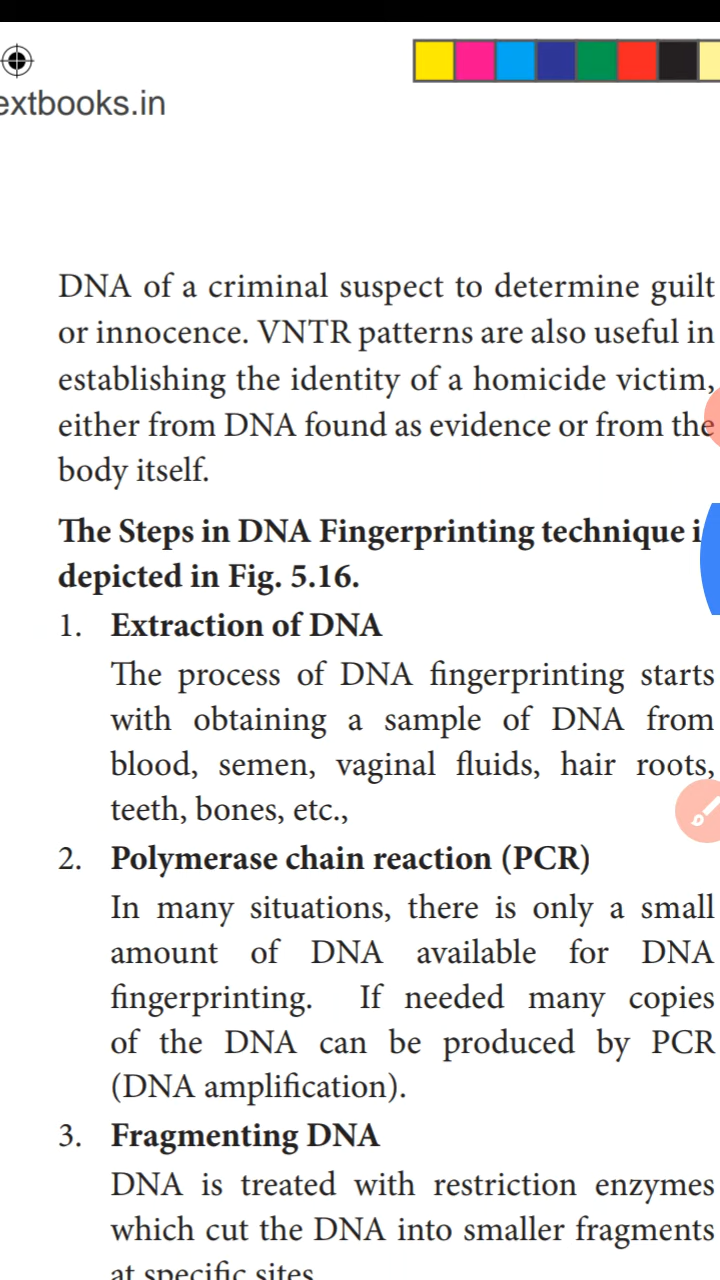 extbooks.in
DNA of a criminal suspect to determine guilt
or innocence. VNTR patterns are also useful in
establishing the identity of a homicide victim,
either from DNA found as evidence or from the
body itself.
The Steps in DNA Fingerprinting technique i
depicted in Fig. 5.16.
1. Extraction of DNA
The process of DNA fingerprinting starts
with obtaining a sample of DNA from
blood, semen, vaginal fluids, hair roots,
teeth, bones, etc.,
2. Polymerase chain reaction (PCR)
In many situations, there is only a small
amount of DNA available for DNA
fingerprinting. If needed many copies
of the DNA can be produced by PCR
(DNA amplification).
3. Fragmenting DNA
DNA is treated with restriction enzymes
which cut the DNA into smaller fragments
at specific sites